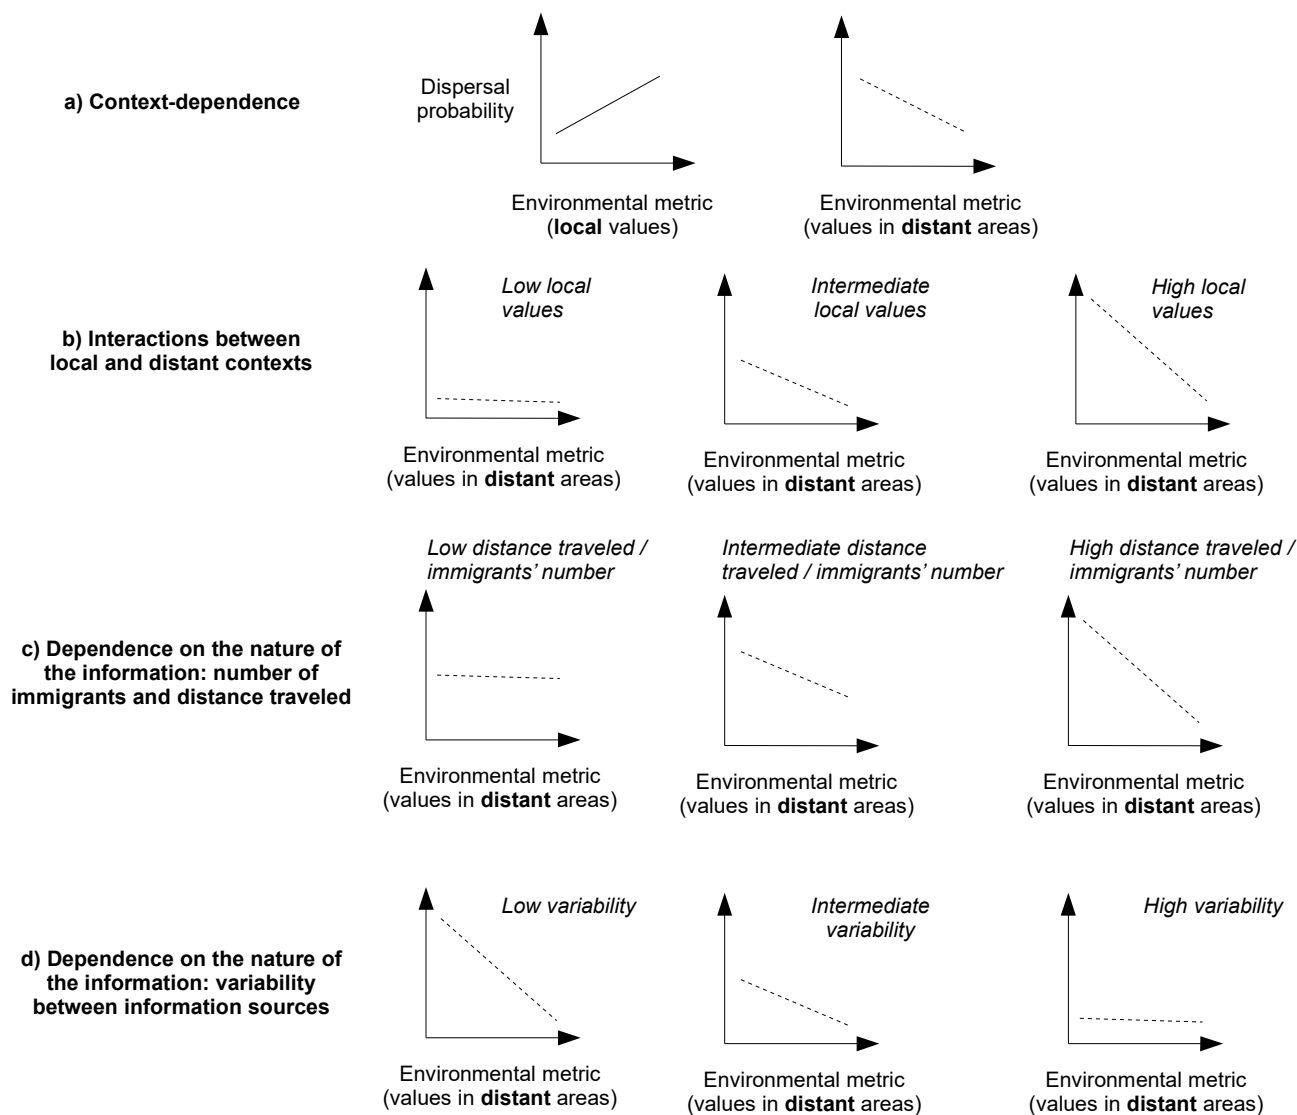 a) Context-dependence
Dispersal
probability
Environmental metric
(local values)
Environmental metric
(values in distant areas)
b) Interactions between
local and distant contexts
Low local
values
Intermediate
local values
High local
values
Environmental metric
(values in distant areas)
Environmental metric
(values in distant areas)
Environmental metric
(values in distant areas)
c) Dependence on the nature of
the information: number of
immigrants and distance traveled
Low distance traveled /
immigrants’ number
Intermediate distance
traveled / immigrants’ number
High distance traveled /
immigrants’ number
Environmental metric
(values in distant areas)
Environmental metric
(values in distant areas)
Environmental metric
(values in distant areas)
d) Dependence on the nature of
the information: variability
between information sources
Low variability
Intermediate
variability
High variability
Environmental metric
(values in distant areas)
Environmental metric
(values in distant areas)
Environmental metric
(values in distant areas)